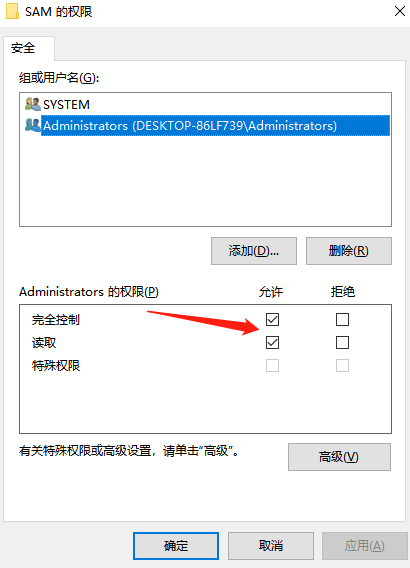 SAM 的权限
安全
组或用户名(G):
SYSTEM
Administrators (DESKTOP-86LF739\Administrators)
添加(D)... 删除(R)
Administrators 的权限(P) 允许 拒绝
完全控制
读取
特殊权限
有关特殊权限或高级设置，请单击“高级”。 高级(V)
确定 取消 应用(A)